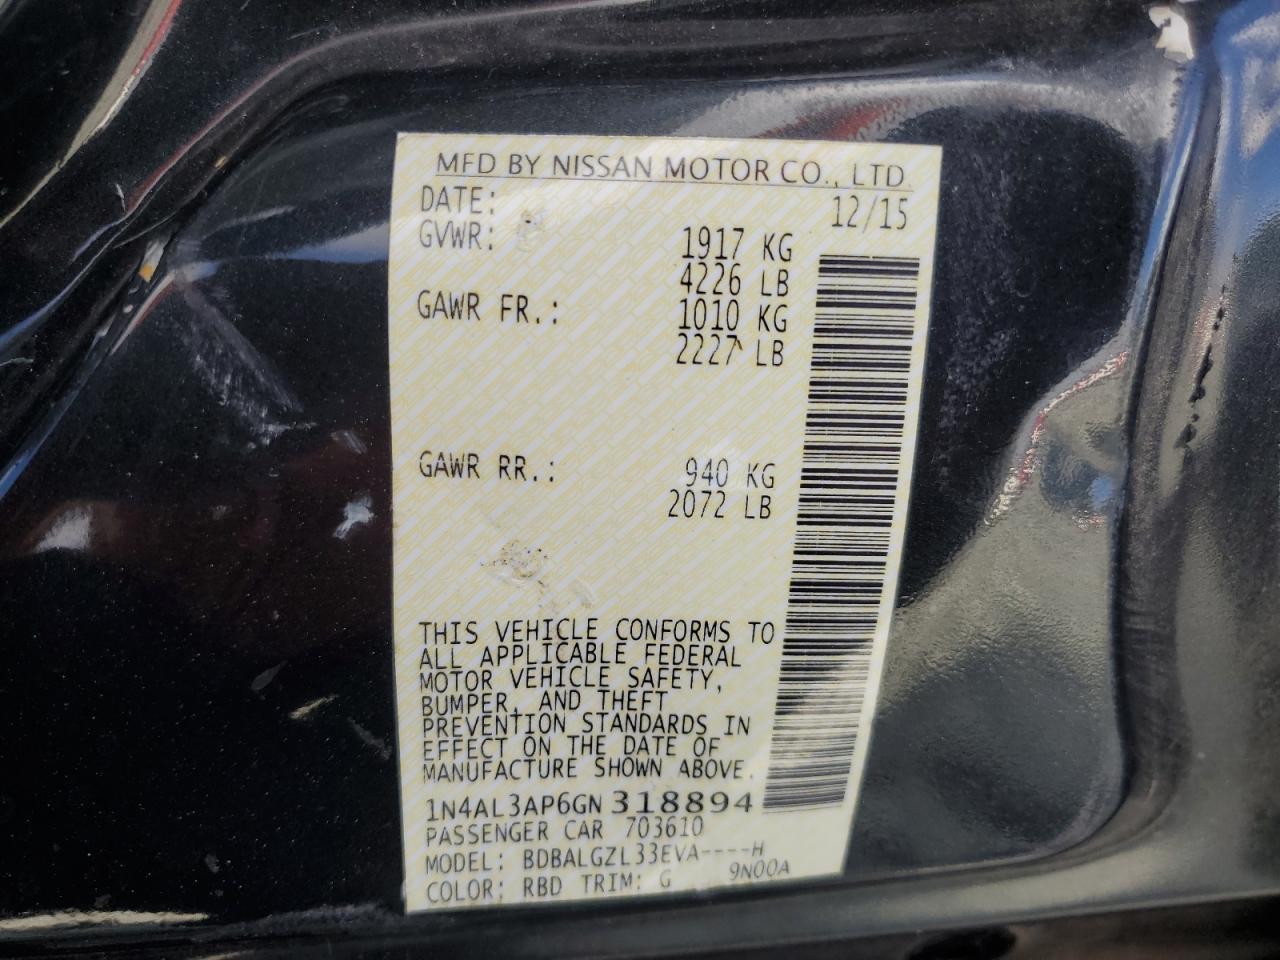 MFD BY NISSAN MOTOR CO., LTD.
DATE: 12/15
GVWR: 1917 KG
4226 LB
GAWR FR.: 1010 KG
2227 LB
GAWR RR.: 940 KG
2072 LB
THIS VEHICLE CONFORMS TO
ALL APPLICABLE FEDERAL
MOTOR VEHICLE SAFETY,
BUMPER, AND THEFT
PREVENTION STANDARDS IN
EFFECT ON THE DATE OF
MANUFACTURE SHOWN ABOVE.
1N4AL3AP6GN318894
PASSENGER CAR 703610
MODEL: BDBALGZL33EVA----H
COLOR: RBD TRIM: G 9N00A